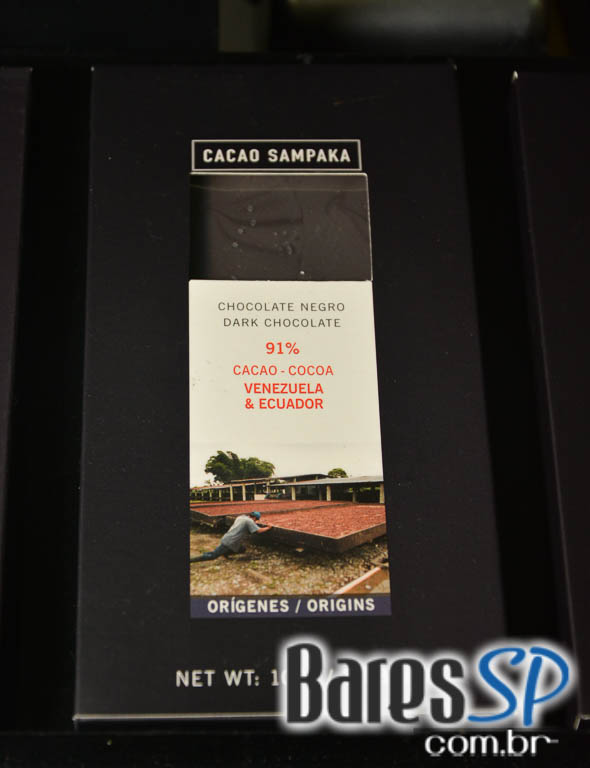 CACAO SAMPAKA
CHOCOLATE NEGRO
DARK CHOCOLATE
91%
CACAO - COCOA
VENEZUELA
& ECUADOR
ORÍGENES / ORIGINS
NET WT:
BaresSP
com.br